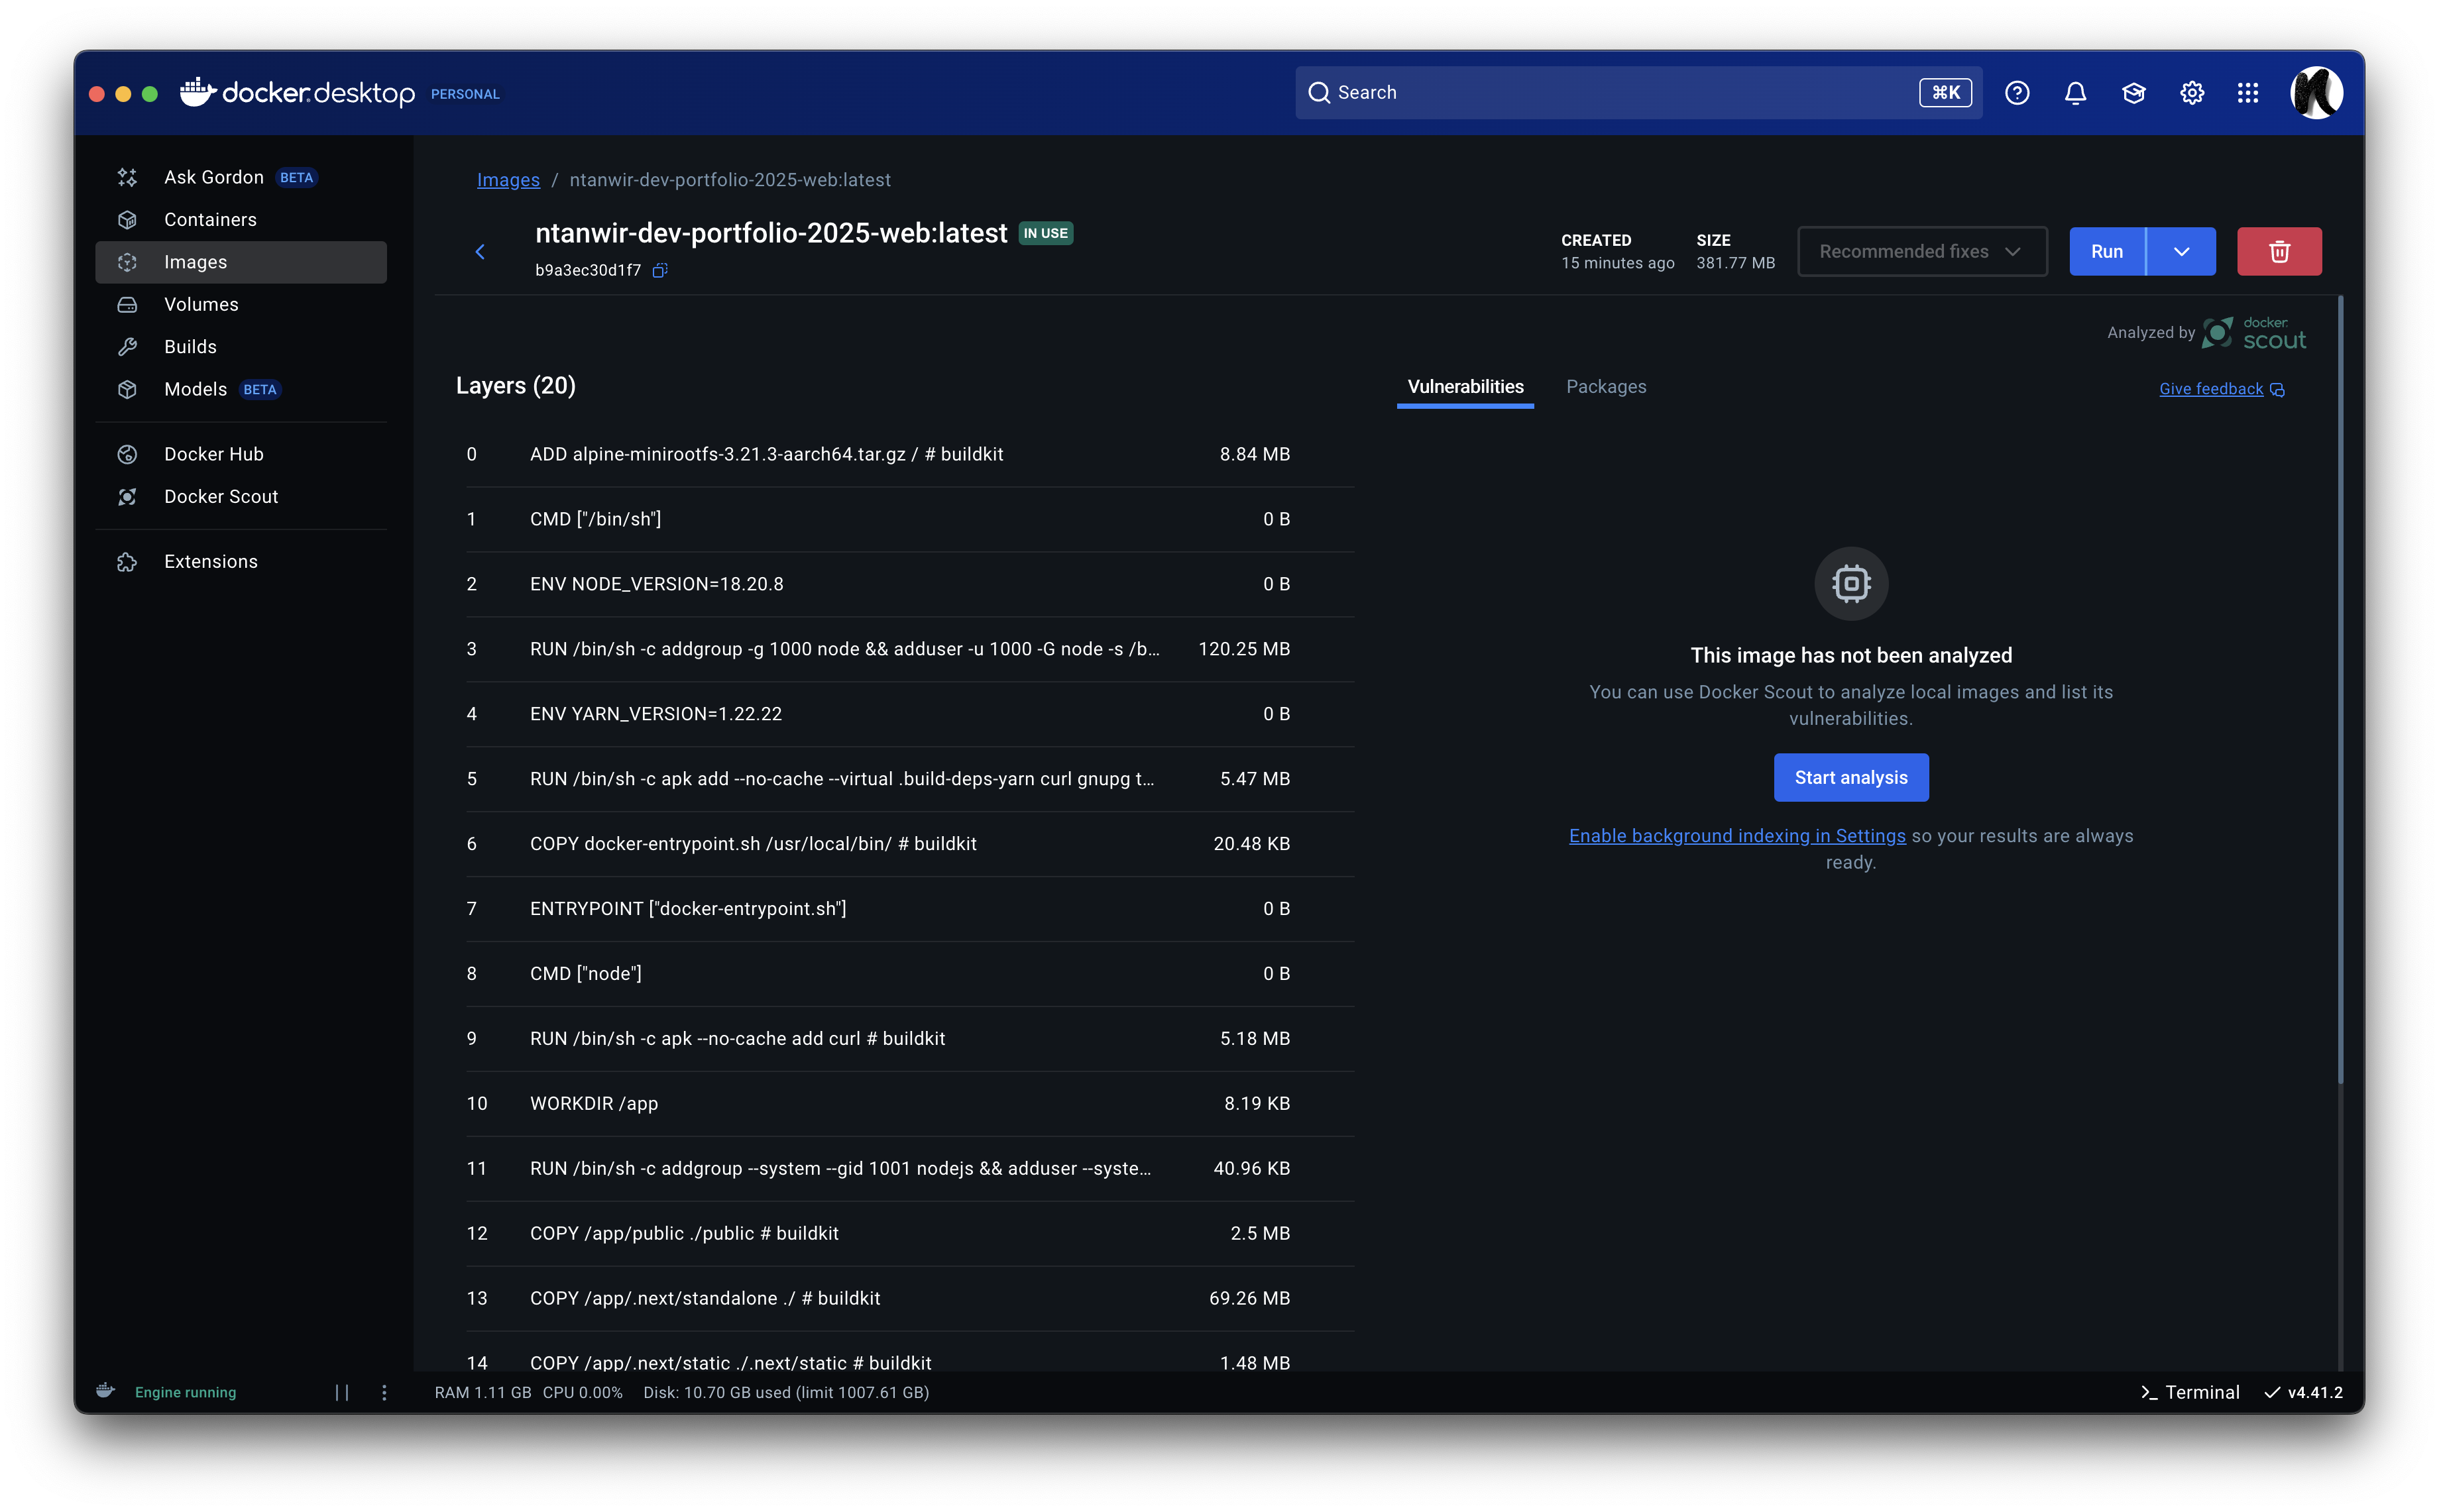 docker.desktop PERSONAL
Search ⌘K
Ask Gordon BETA
Containers
Images
Volumes
Builds
Models BETA
Docker Hub
Docker Scout
Extensions
Images / ntanwir-dev-portfolio-2025-web:latest
ntanwir-dev-portfolio-2025-web:latest IN USE
b9a3ec30d1f7
CREATED
15 minutes ago
SIZE
381.77 MB
Recommended fixes
Run
Analyzed by docker scout
Layers (20)
0 ADD alpine-minirootfs-3.21.3-aarch64.tar.gz / # buildkit 8.84 MB
1 CMD ["/bin/sh"] 0 B
2 ENV NODE_VERSION=18.20.8 0 B
3 RUN /bin/sh -c addgroup -g 1000 node && adduser -u 1000 -G node -s /b... 120.25 MB
4 ENV YARN_VERSION=1.22.22 0 B
5 RUN /bin/sh -c apk add --no-cache --virtual .build-deps-yarn curl gnupg t... 5.47 MB
6 COPY docker-entrypoint.sh /usr/local/bin/ # buildkit 20.48 KB
7 ENTRYPOINT ["docker-entrypoint.sh"] 0 B
8 CMD ["node"] 0 B
9 RUN /bin/sh -c apk --no-cache add curl # buildkit 5.18 MB
10 WORKDIR /app 8.19 KB
11 RUN /bin/sh -c addgroup --system --gid 1001 nodejs && adduser --syste... 40.96 KB
12 COPY /app/public ./public # buildkit 2.5 MB
13 COPY /app/.next/standalone ./ # buildkit 69.26 MB
14 COPY /app/.next/static ./.next/static # buildkit 1.48 MB
Vulnerabilities Packages Give feedback
This image has not been analyzed
You can use Docker Scout to analyze local images and list its
vulnerabilities.
Start analysis
Enable background indexing in Settings so your results are always
ready.
Engine running
RAM 1.11 GB CPU 0.00% Disk: 10.70 GB used (limit 1007.61 GB)
>_ Terminal v4.41.2